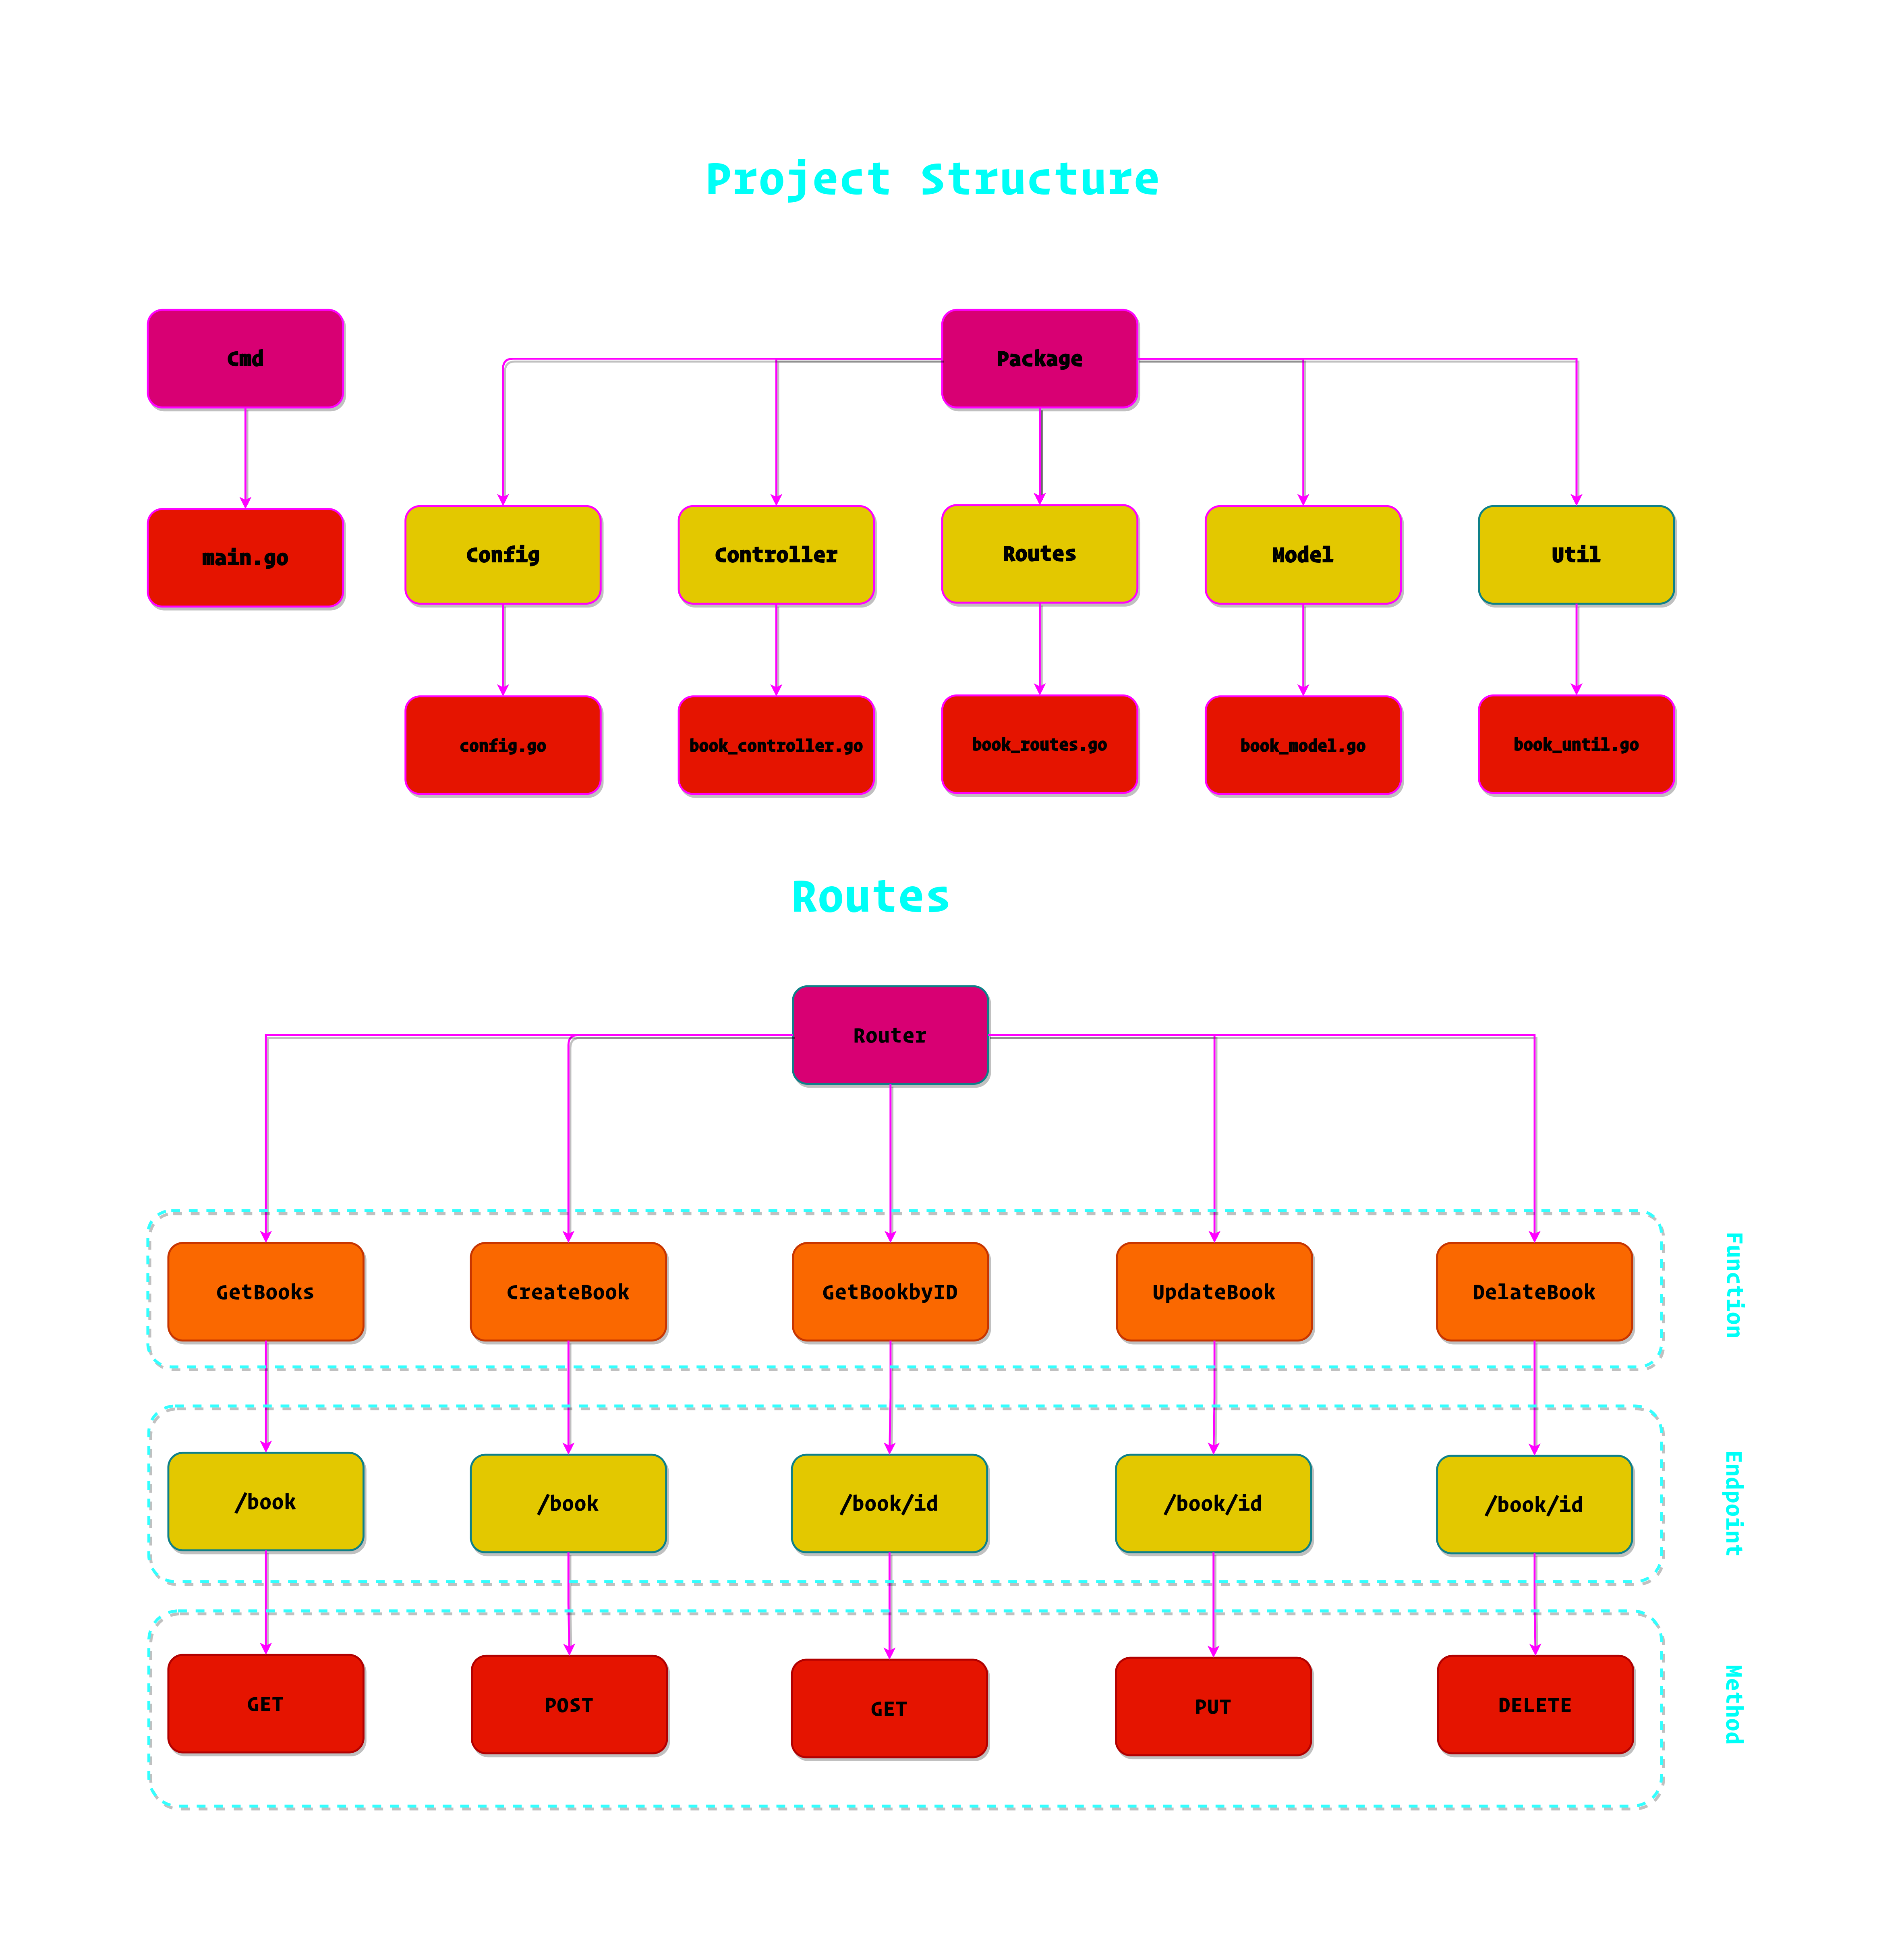 Project Structure
Cmd
Package
main.go
Config
Controller
Routes
Model
Util
config.go
book_controller.go
book_routes.go
book_model.go
book_until.go
Routes
Router
GetBooks
CreateBook
GetBookbyID
UpdateBook
DelateBook
Function
/book
/book
/book/id
/book/id
/book/id
Endpoint
GET
POST
GET
PUT
DELETE
Method